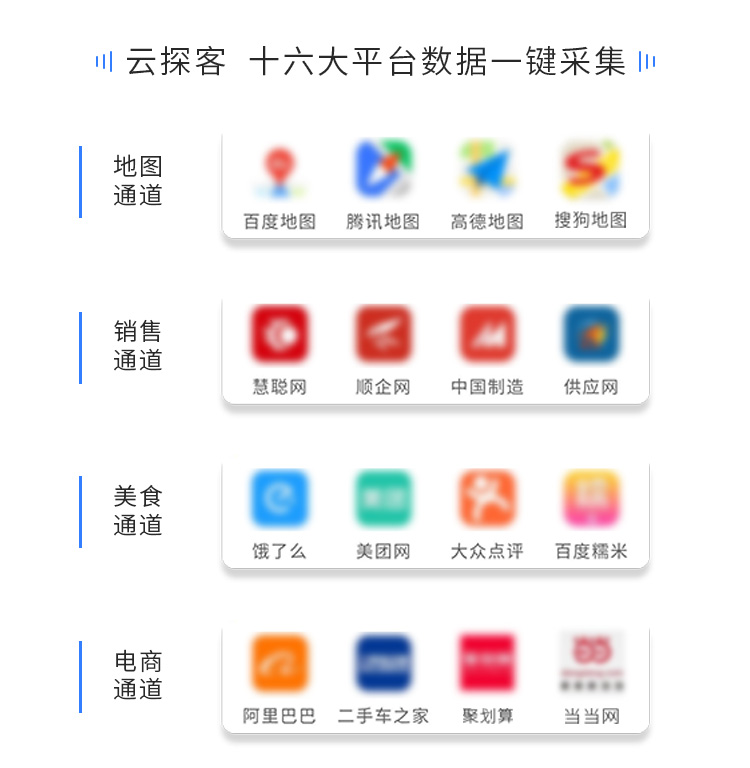 云探客 十六大平台数据一键采集
地图
通道
百度地图 腾讯地图 高德地图 搜狗地图
销售
通道
慧聪网 顺企网 中国制造 供应网
美食
通道
饿了么 美团网 大众点评 百度糯米
电商
通道
阿里巴巴 二手车之家 聚划算 当当网